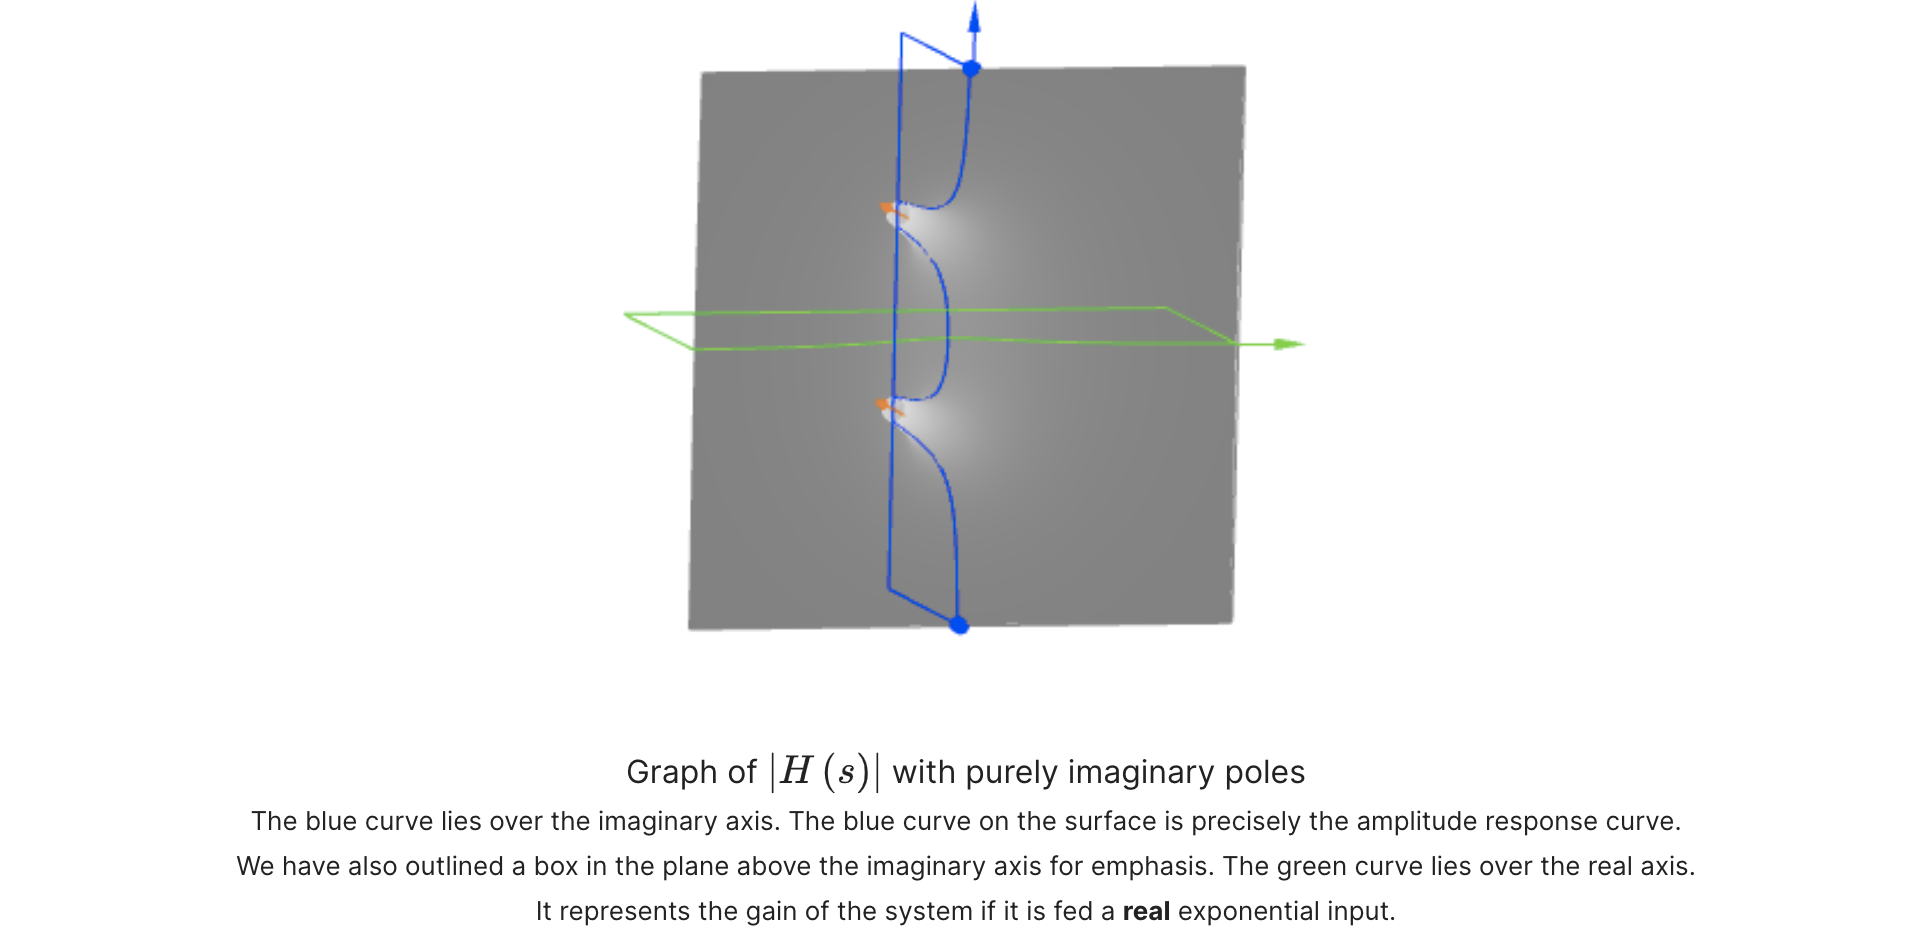 Graph of |H (s)| with purely imaginary poles
The blue curve lies over the imaginary axis. The blue curve on the surface is precisely the amplitude response curve.
We have also outlined a box in the plane above the imaginary axis for emphasis. The green curve lies over the real axis.
It represents the gain of the system if it is fed a real exponential input.